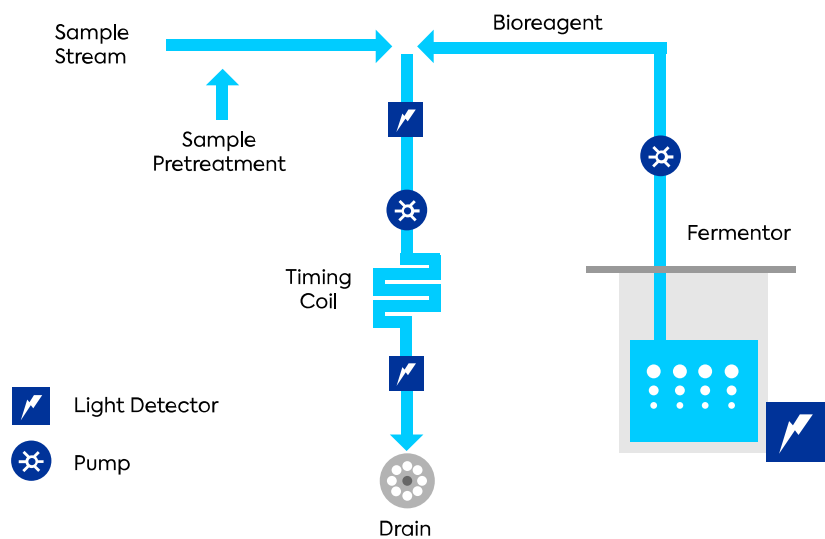 Sample
Stream
Bioreagent
Sample
Pretreatment
Fermentor
Timing
Coil
Light Detector
Pump
Drain